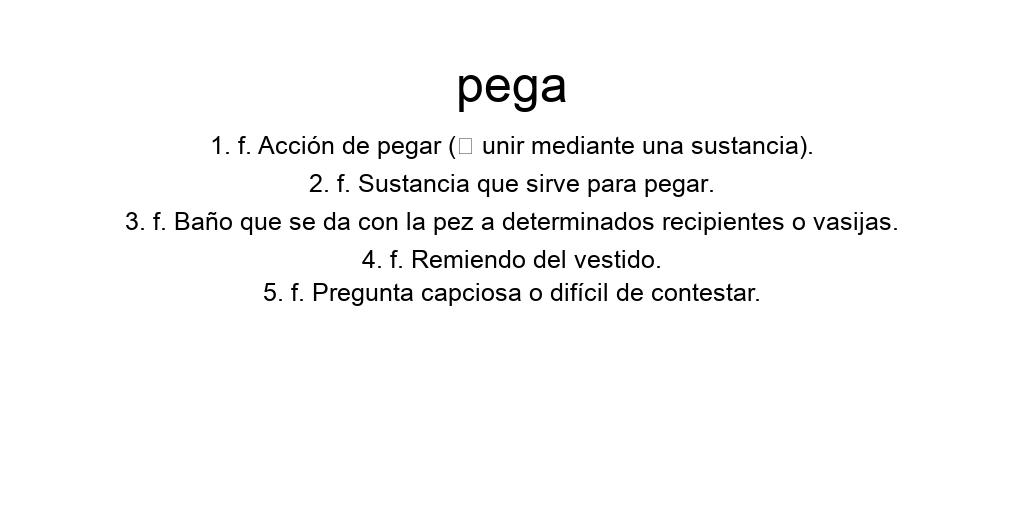 pega
1. f. Acción de pegar (□ unir mediante una sustancia).
2. f. Sustancia que sirve para pegar.
3. f. Baño que se da con la pez a determinados recipientes o vasijas.
4. f. Remiendo del vestido.
5. f. Pregunta capciosa o difícil de contestar.